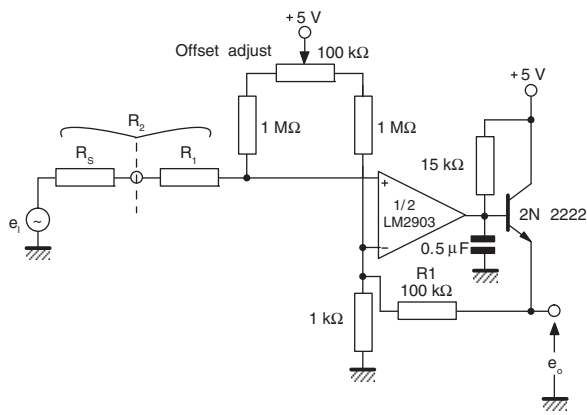 +5 V
Offset adjust
100 kΩ
+5 V
R2
1 MΩ
1 MΩ
15 kΩ
RS
R1
+
1/2
LM2903
2N 2222
eI
~
−
0.5 μF
R1
100 kΩ
1 kΩ
eo